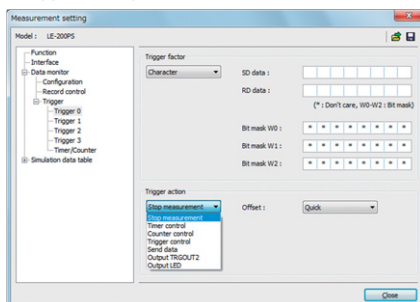 Measurement setting
Model : LE-200PS
Function
Interface
Data monitor
Configuration
Record control
Trigger
Trigger 0
Trigger 1
Trigger 2
Trigger 3
Timer/Counter
Simulation data table
Trigger factor
Character
SD data :
RD data :
(* : Don't care, W0-W2 : Bit mask)
Bit mask W0 : * * * * * * * *
Bit mask W1 : * * * * * * * *
Bit mask W2 : * * * * * * * *
Trigger action
Stop measurement
Offset : Quick
Stop measurement
Timer control
Counter control
Trigger control
Send data
Output TRGOUT2
Output LED
Close